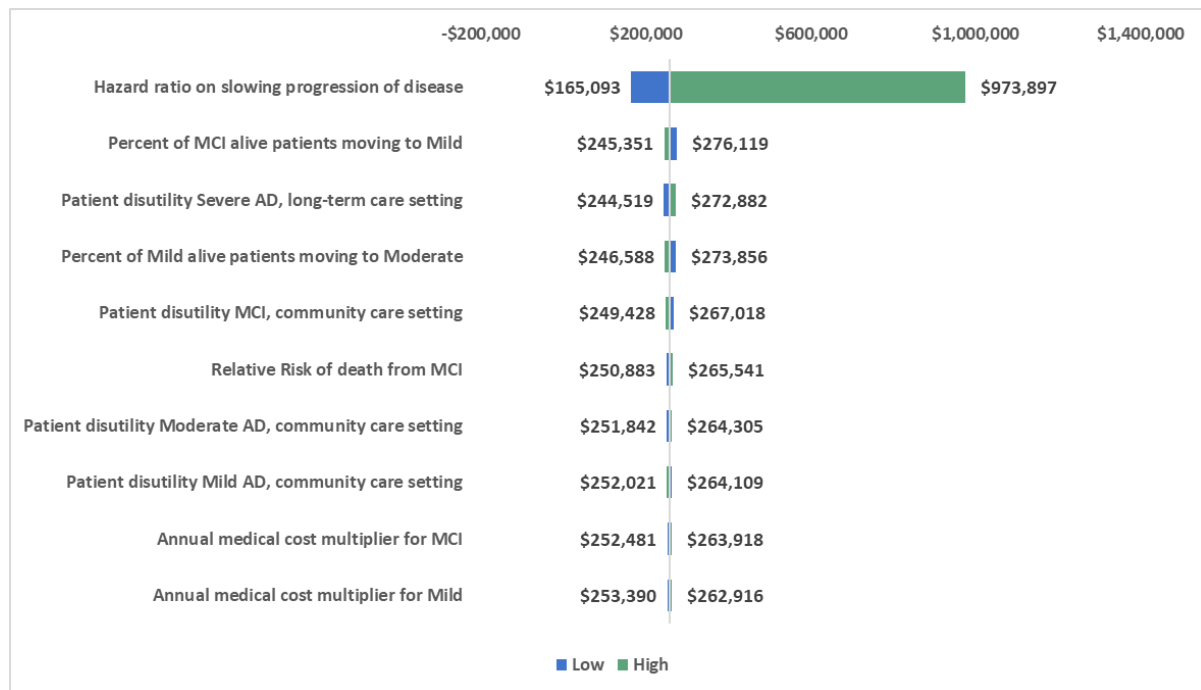 -$200,000 $200,000 $600,000 $1,000,000 $1,400,000
Hazard ratio on slowing progression of disease $165,093 $973,897
Percent of MCI alive patients moving to Mild $245,351 $276,119
Patient disutility Severe AD, long-term care setting $244,519 $272,882
Percent of Mild alive patients moving to Moderate $246,588 $273,856
Patient disutility MCI, community care setting $249,428 $267,018
Relative Risk of death from MCI $250,883 $265,541
Patient disutility Moderate AD, community care setting $251,842 $264,305
Patient disutility Mild AD, community care setting $252,021 $264,109
Annual medical cost multiplier for MCI $252,481 $263,918
Annual medical cost multiplier for Mild $253,390 $262,916
Low High